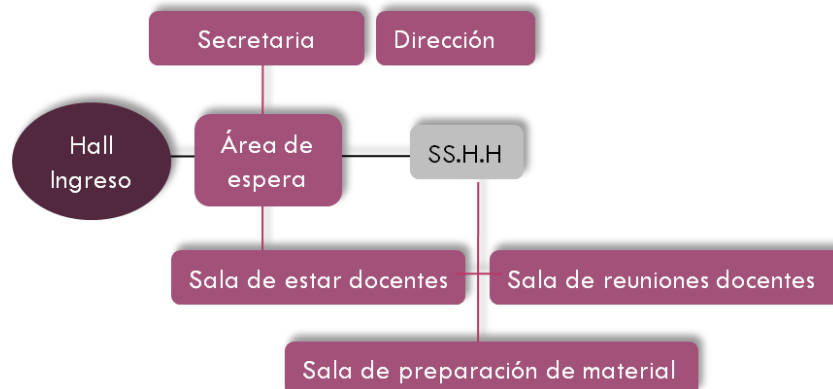 Secretaria
Dirección
Hall
Ingreso
Área de
espera
SS.H.H
Sala de estar docentes
Sala de reuniones docentes
Sala de preparación de material